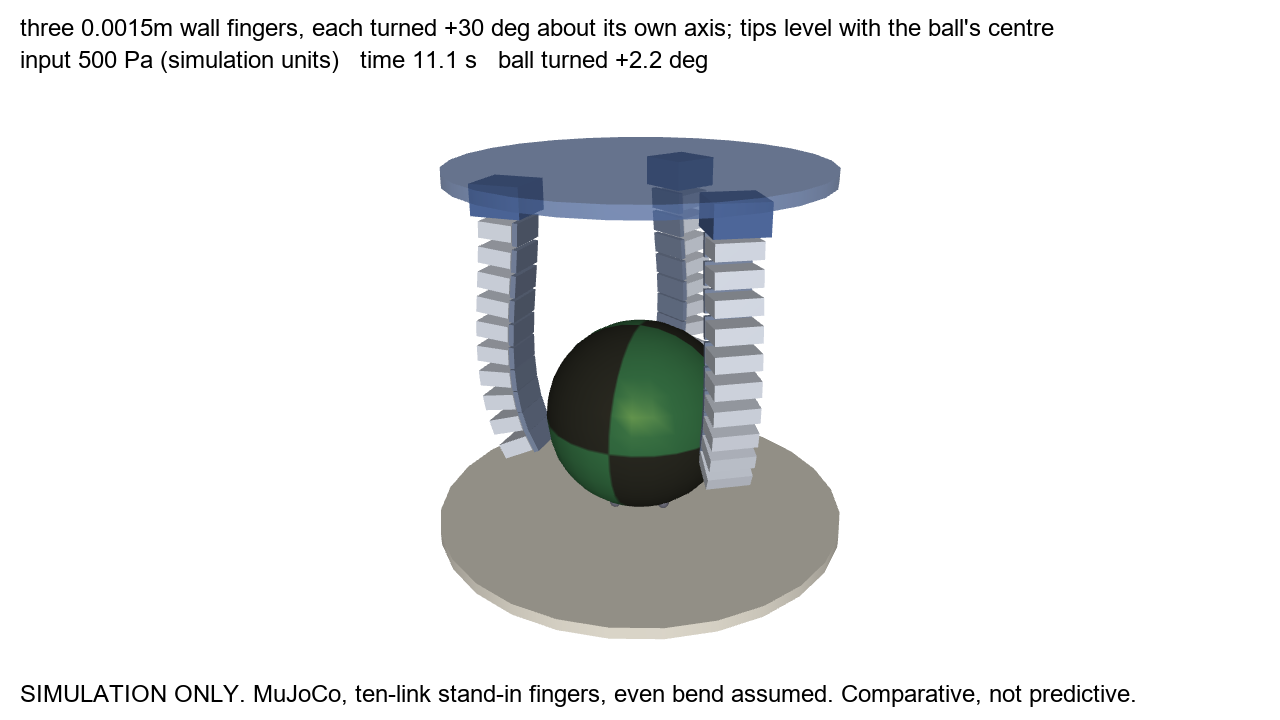 three 0.0015m wall fingers, each turned +30 deg about its own axis; tips level with the ball's centre
input 500 Pa (simulation units)   time 11.1 s   ball turned +2.2 deg
SIMULATION ONLY. MuJoCo, ten-link stand-in fingers, even bend assumed. Comparative, not predictive.